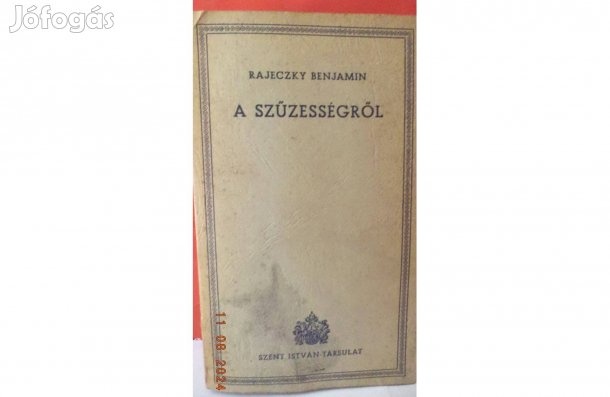 Jófogás
RAJECZKY BENJAMIN
A SZŰZESSÉGRŐL
SZENT ISTVÁN-TÁRSULAT
11 08 2024